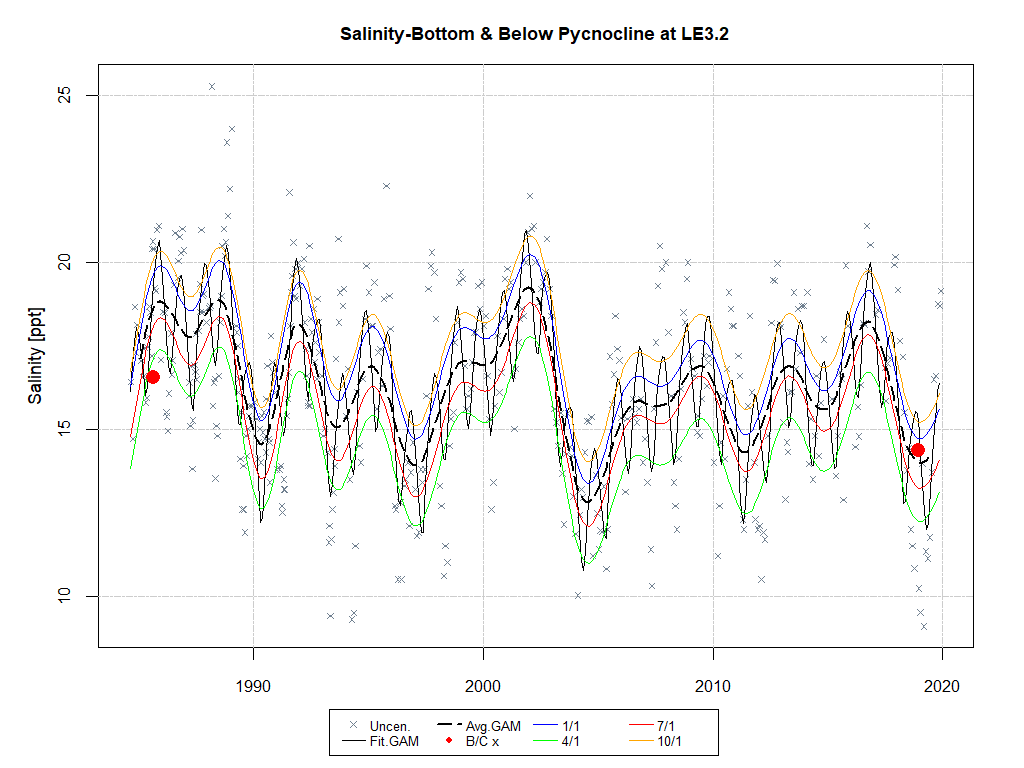 Salinity-Bottom & Below Pycnocline at LE3.2
Salinity [ppt]
25
20
15
10
1990 2000 2010 2020
Uncen. Avg.GAM 1/1 7/1
Fit.GAM B/C x 4/1 10/1